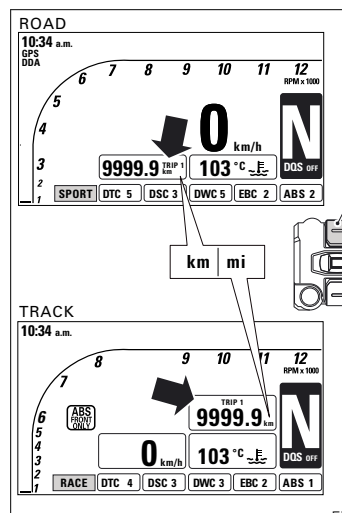 ROAD
10:34 a.m.
GPS
DDA
6 7 8 9 10 11 12
RPM x 1000
5
4
0 km/h
N
3
9999.9 TRIP 1 km
103 °C
DQS OFF
2
1
SPORT DTC 5 DSC 3 DWC 5 EBC 2 ABS 2
km mi
TRACK
10:34 a.m.
8 9 10 11 12
RPM x 1000
7
TRIP 1
6
ABS
FRONT
ONLY
9999.9 km
N
5
4
3
0 km/h
103 °C
DQS OFF
2
1
RACE DTC 4 DSC 3 DWC 3 EBC 2 ABS 1